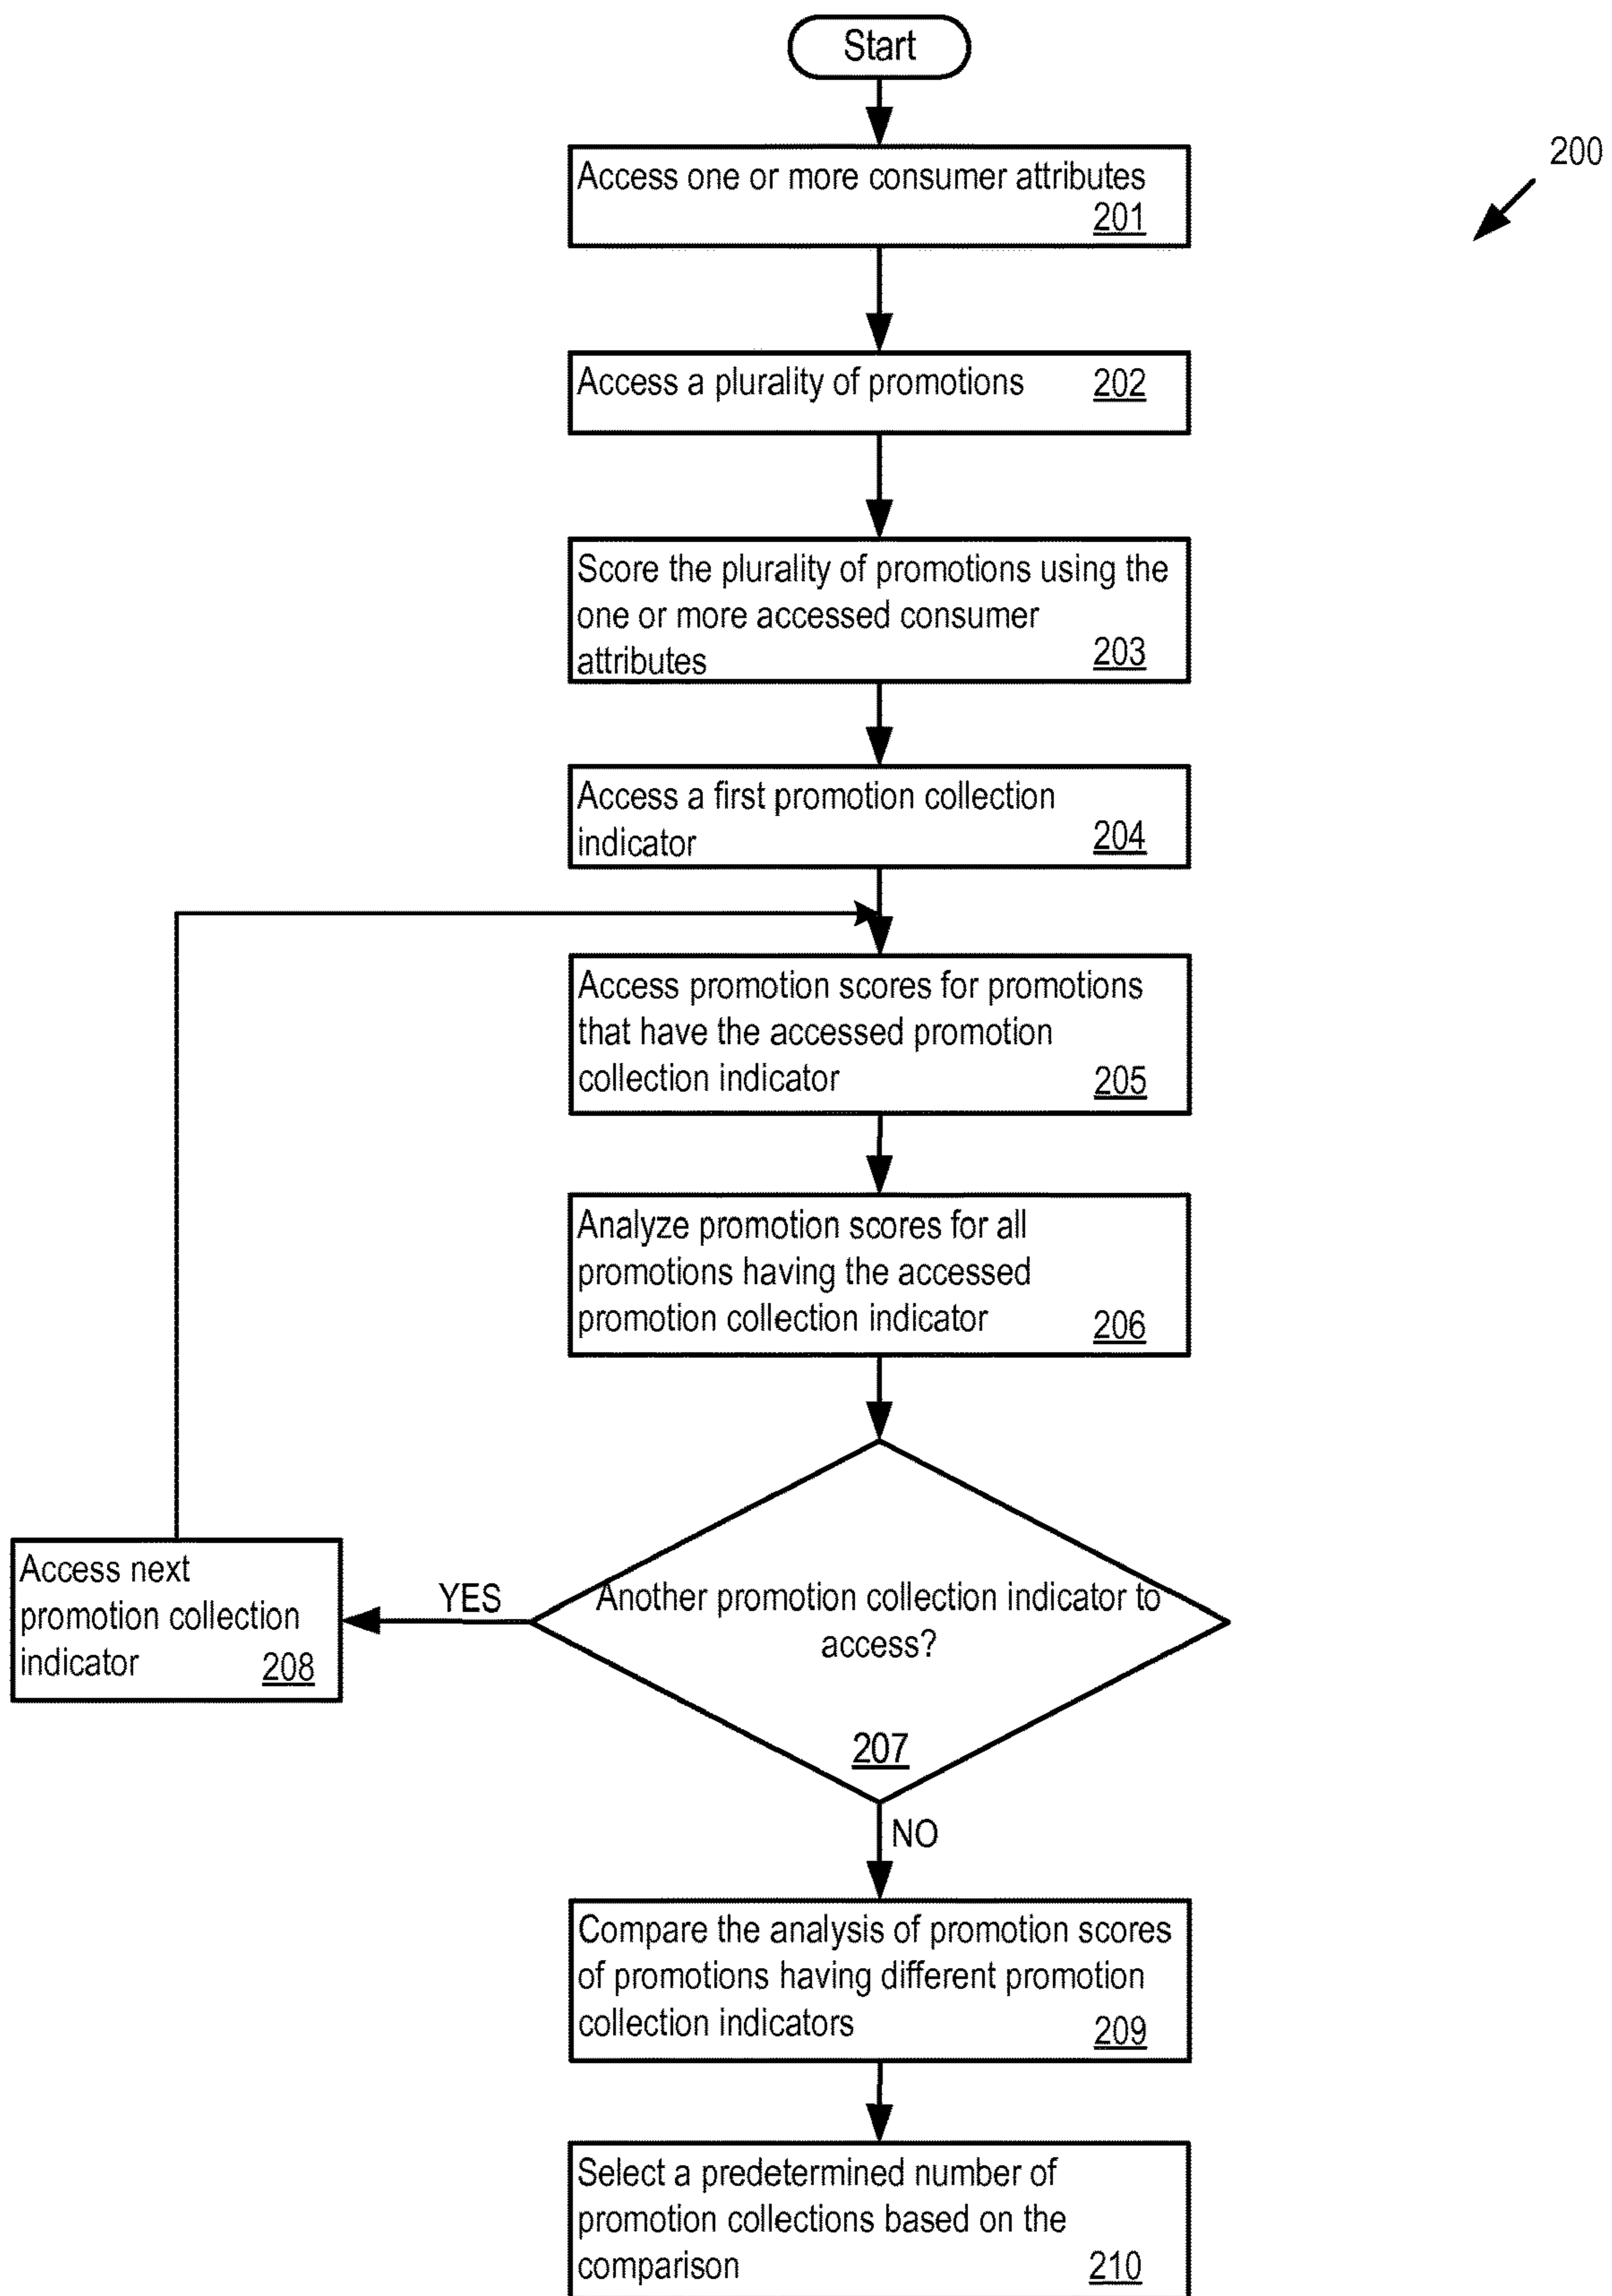 Start
200
Access one or more consumer attributes
201
Access a plurality of promotions 202
Score the plurality of promotions using the
one or more accessed consumer
attributes 203
Access a first promotion collection
indicator 204
Access promotion scores for promotions
that have the accessed promotion
collection indicator 205
Analyze promotion scores for all
promotions having the accessed
promotion collection indicator 206
Another promotion collection indicator to
access?
207
YES
Access next
promotion collection
indicator 208
NO
Compare the analysis of promotion scores
of promotions having different promotion
collection indicators 209
Select a predetermined number of
promotion collections based on the
comparison 210